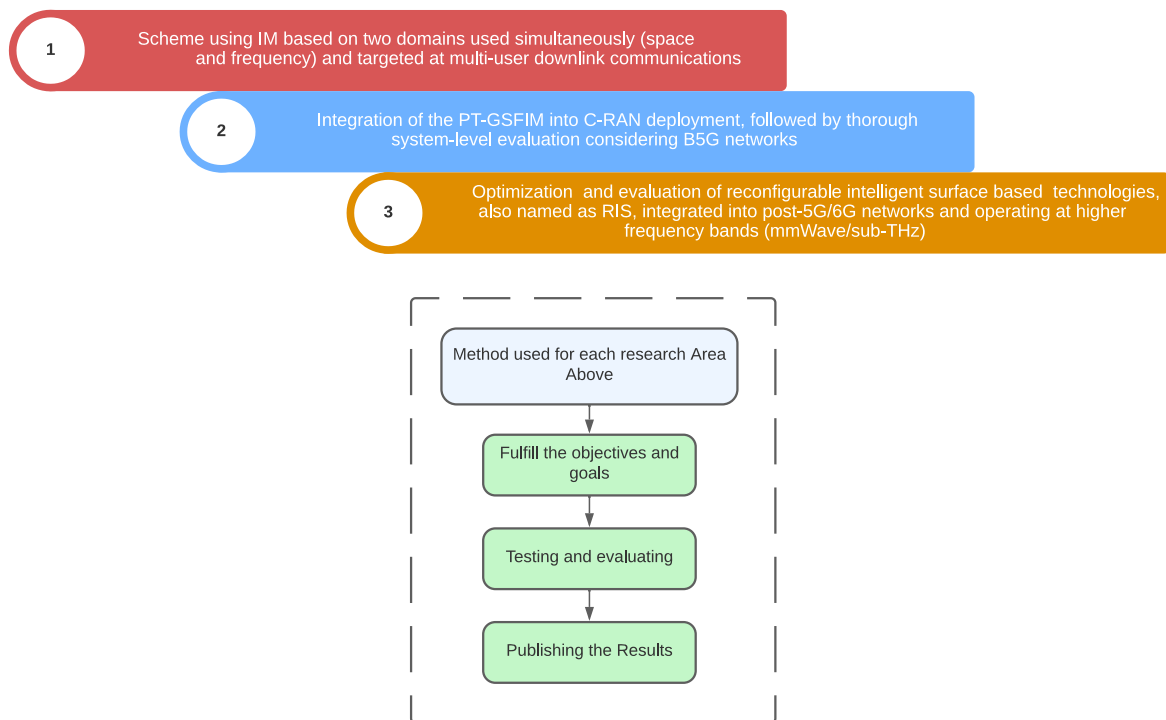 1
Scheme using IM based on two domains used simultaneously (space
and frequency) and targeted at multi-user downlink communications
2
Integration of the PT-GSFIM into C-RAN deployment, followed by thorough
system-level evaluation considering B5G networks
3
Optimization  and evaluation of reconfigurable intelligent surface based  technologies,
also named as RIS, integrated into post-5G/6G networks and operating at higher
frequency bands (mmWave/sub-THz)
Method used for each research Area
Above
Fulfill the objectives and
goals
Testing and evaluating
Publishing the Results